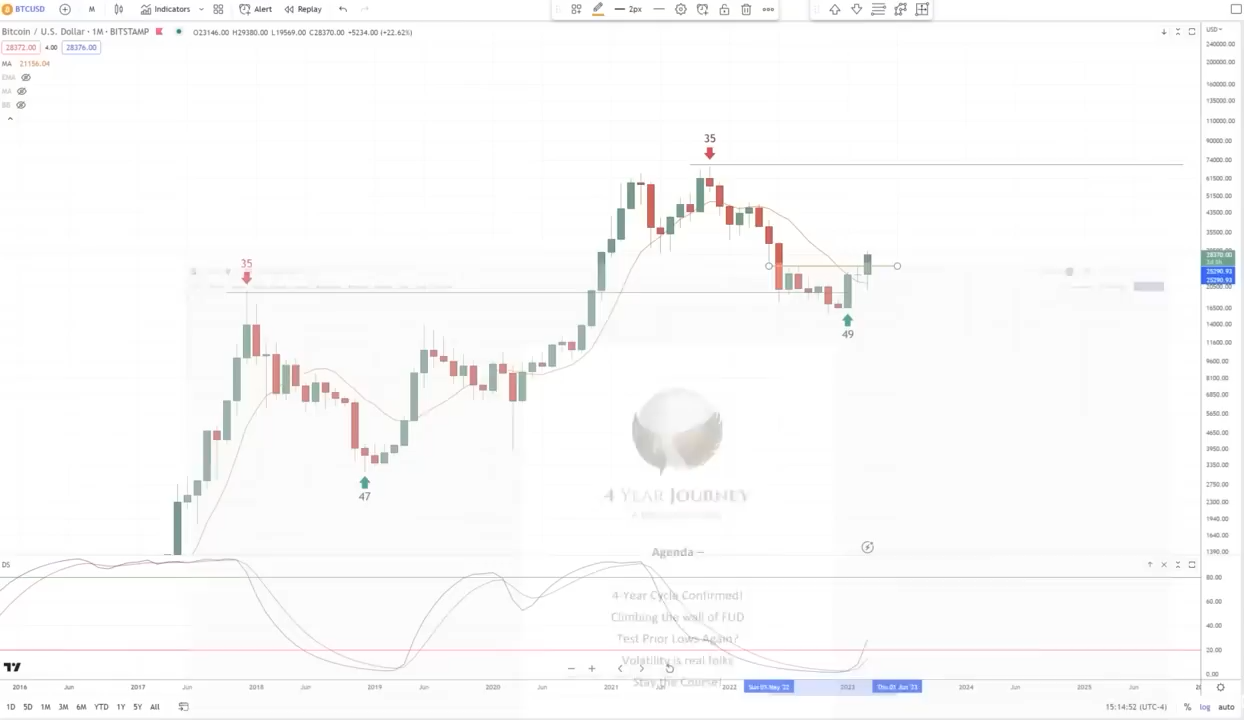 BTCUSD M Indicators Alert Replay 2px
Bitcoin / U.S. Dollar · 1M · BITSTAMP O23146.00 H29380.00 L19569.00 C28370.00 +5234.00 (+22.62%) USD
28372.00 4.00 28376.00
MA 21156.04
EMA
MA
BB
240000.00
200000.00
160000.00
135000.00
110000.00
90000.00
74000.00
61500.00
51500.00
43500.00
35500.00
28370.00
3d 5h
25290.93
25290.93
20500.00
16500.00
14000.00
11600.00
9600.00
8100.00
6850.00
5650.00
4650.00
3950.00
3350.00
2750.00
2300.00
1940.00
1640.00
1390.00
35
35
49
47
4 YEAR JOURNEY
Agenda –
4-Year Cycle Confirmed!
Climbing the wall of FUD
Test Prior Lows Again?
Volatility is real folks
Stay the Course!
DS
80.00
60.00
40.00
20.00
0.00
2016 Jun 2017 Jun 2018 Jun 2019 Jun 2020 Jun 2021 Jun 2022 Sun 01 May '22 2023 Thu 01 Jun '23 2024 Jun 2025 Jun
1D 5D 1M 3M 6M YTD 1Y 5Y All 15:14:52 (UTC-4) % log auto